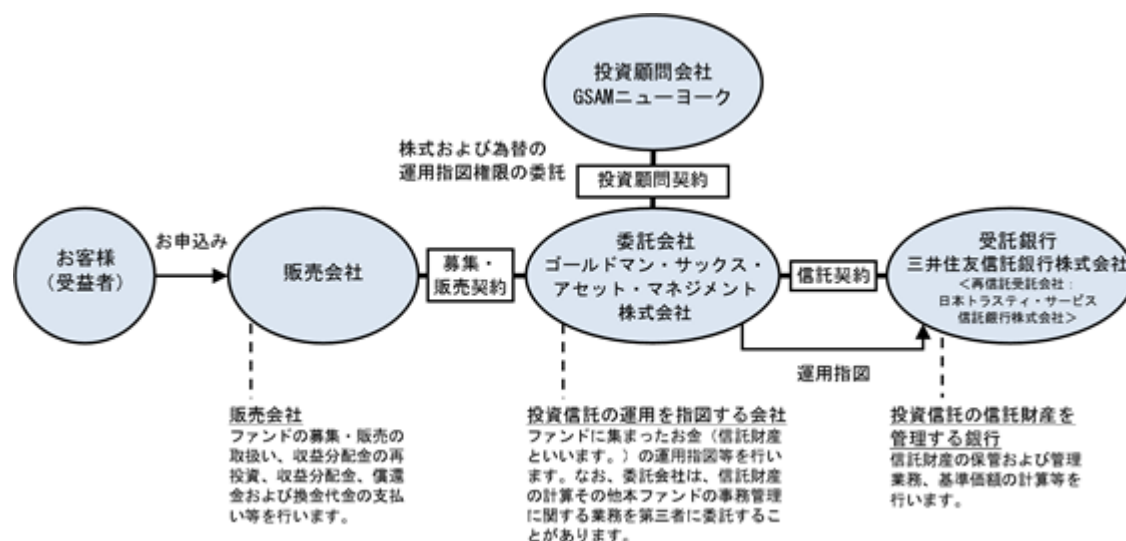 投資顧問会社
GSAMニューヨーク
株式および為替の
運用指図権限の委託
投資顧問契約
お客様
(受益者)
お申込み
販売会社
募集・
販売契約
委託会社
ゴールドマン・サックス・
アセット・マネジメント
株式会社
信託契約
受託銀行
三井住友信託銀行株式会社
<再信託受託会社:
日本トラスティ・サービス
信託銀行株式会社>
運用指図
販売会社
ファンドの募集・販売の
取扱い、収益分配金の再
投資、収益分配金、償還
金および換金代金の支払
い等を行います。
投資信託の運用を指図する会社
ファンドに集まったお金(信託財産
といいます。)の運用指図等を行い
ます。なお、委託会社は、信託財産
の計算その他本ファンドの事務管理
に関する業務を第三者に委託するこ
とがあります。
投資信託の信託財産を
管理する銀行
信託財産の保管および管理
業務、基準価額の計算等を
行います。